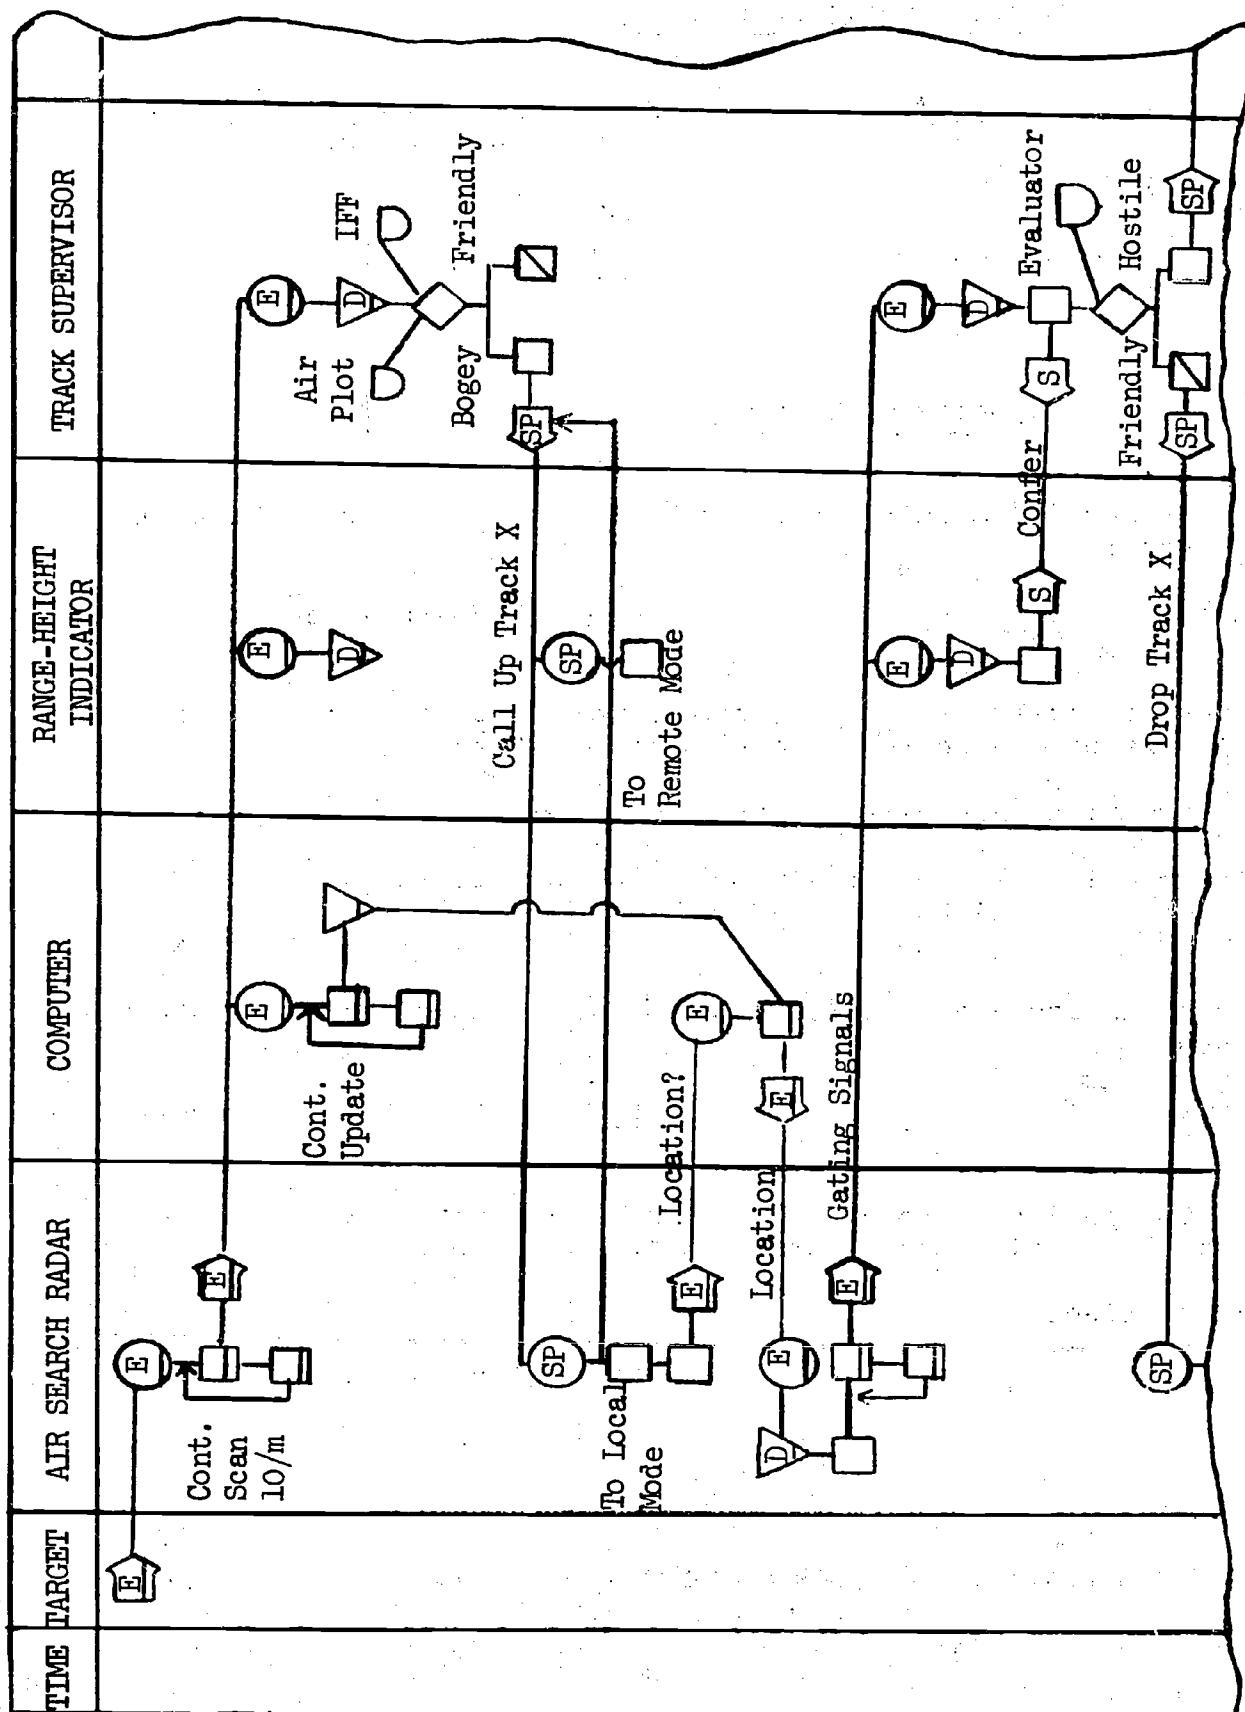 TIME
TARGET
AIR SEARCH RADAR
COMPUTER
RANGE-HEIGHT
INDICATOR
TRACK SUPERVISOR
E
E
E
E
E
D
E
D
Cont.
Scan
10/m
Cont.
Update
Air
Plot
IFF
Bogey
Friendly
SP
Call Up Track X
SP
SP
To Local
Mode
To
Remote Mode
E
Location?
E
E
Location
E
D
E
Gating Signals
E
D
S
Confer
S
E
D
Evaluator
Friendly
Hostile
SP
SP
Drop Track X
SP